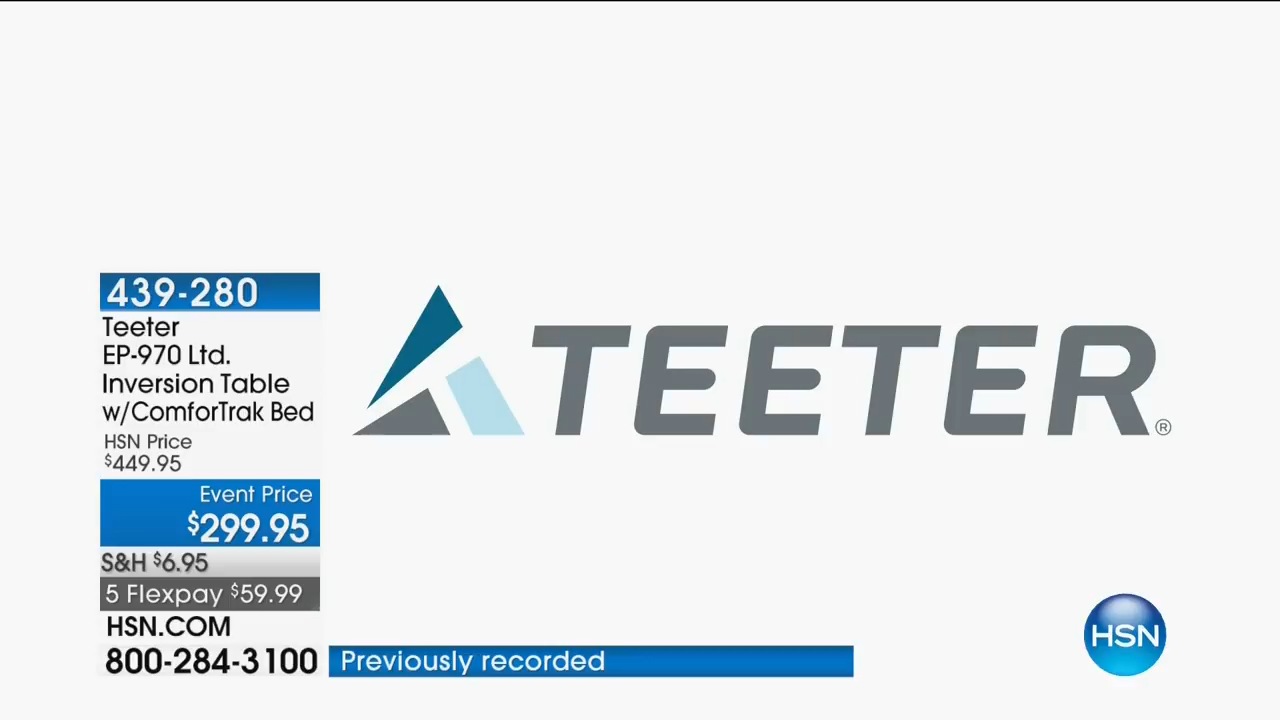 439-280
Teeter
EP-970 Ltd.
Inversion Table
w/ComforTrak Bed
HSN Price
$449.95
Event Price
$299.95
S&H $6.95
5 Flexpay $59.99
HSN.COM
800-284-3100
Previously recorded
TEETER®
HSN